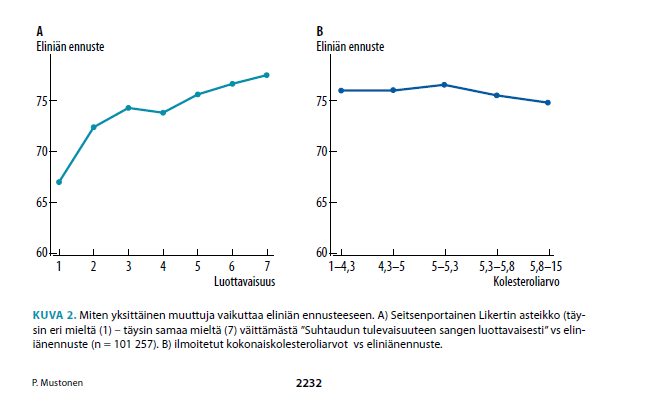 A
Eliniän ennuste
75
70
65
60
1 2 3 4 5 6 7
Luottavaisuus
B
Eliniän ennuste
75
70
65
60
1–4,3 4,3–5 5–5,3 5,3–5,8 5,8–15
Kolesteroliarvo
KUVA 2. Miten yksittäinen muuttuja vaikuttaa eliniän ennusteeseen. A) Seitsenportainen Likertin asteikko (täy-
sin eri mieltä (1) – täysin samaa mieltä (7) väittämästä "Suhtaudun tulevaisuuteen sangen luottavaisesti" vs elin-
iänennuste (n = 101 257). B) ilmoitetut kokonaiskolesteroliarvot vs eliniänennuste.
P. Mustonen
2232